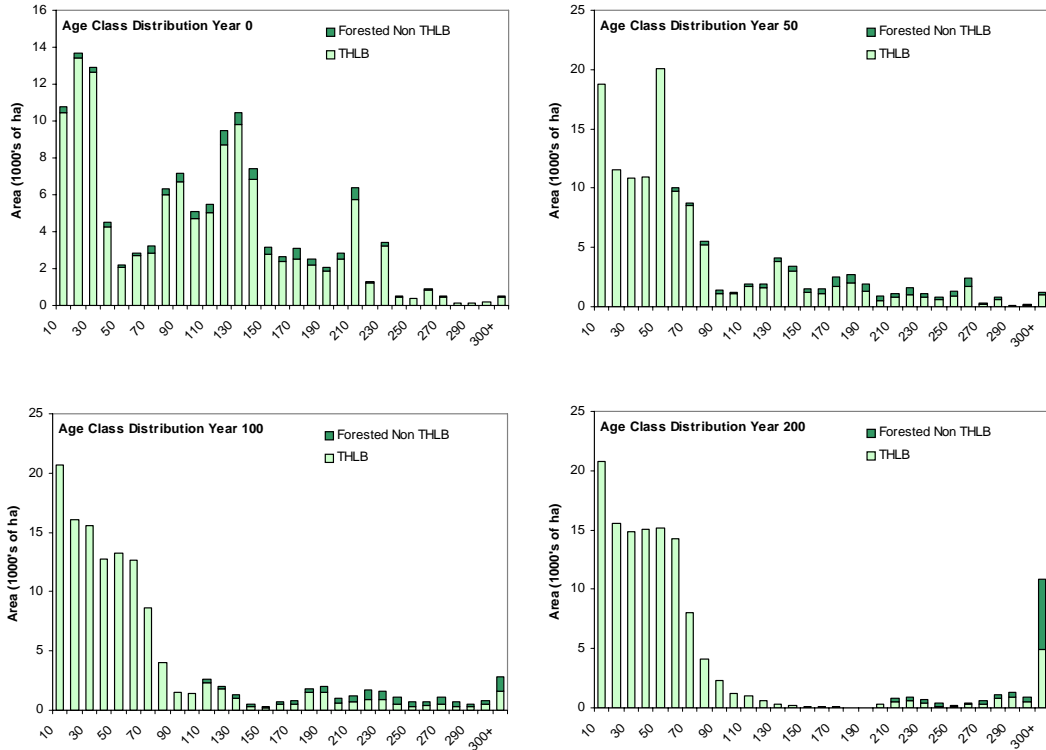 Age Class Distribution Year 0
Forested Non THLB
THLB
Area (1000's of ha)
16
14
12
10
8
6
4
2
0
10 30 50 70 90 110 130 150 170 190 210 230 250 270 290 300+
Age Class Distribution Year 50
Forested Non THLB
THLB
Area (1000's of ha)
25
20
15
10
5
0
10 30 50 70 90 110 130 150 170 190 210 230 250 270 290 300+
Age Class Distribution Year 100
Forested Non THLB
THLB
Area (1000's of ha)
25
20
15
10
5
0
10 30 50 70 90 110 130 150 170 190 210 230 250 270 290 300+
Age Class Distribution Year 200
Forested Non THLB
THLB
Area (1000's of ha)
25
20
15
10
5
0
10 30 50 70 90 110 130 150 170 190 210 230 250 270 290 300+